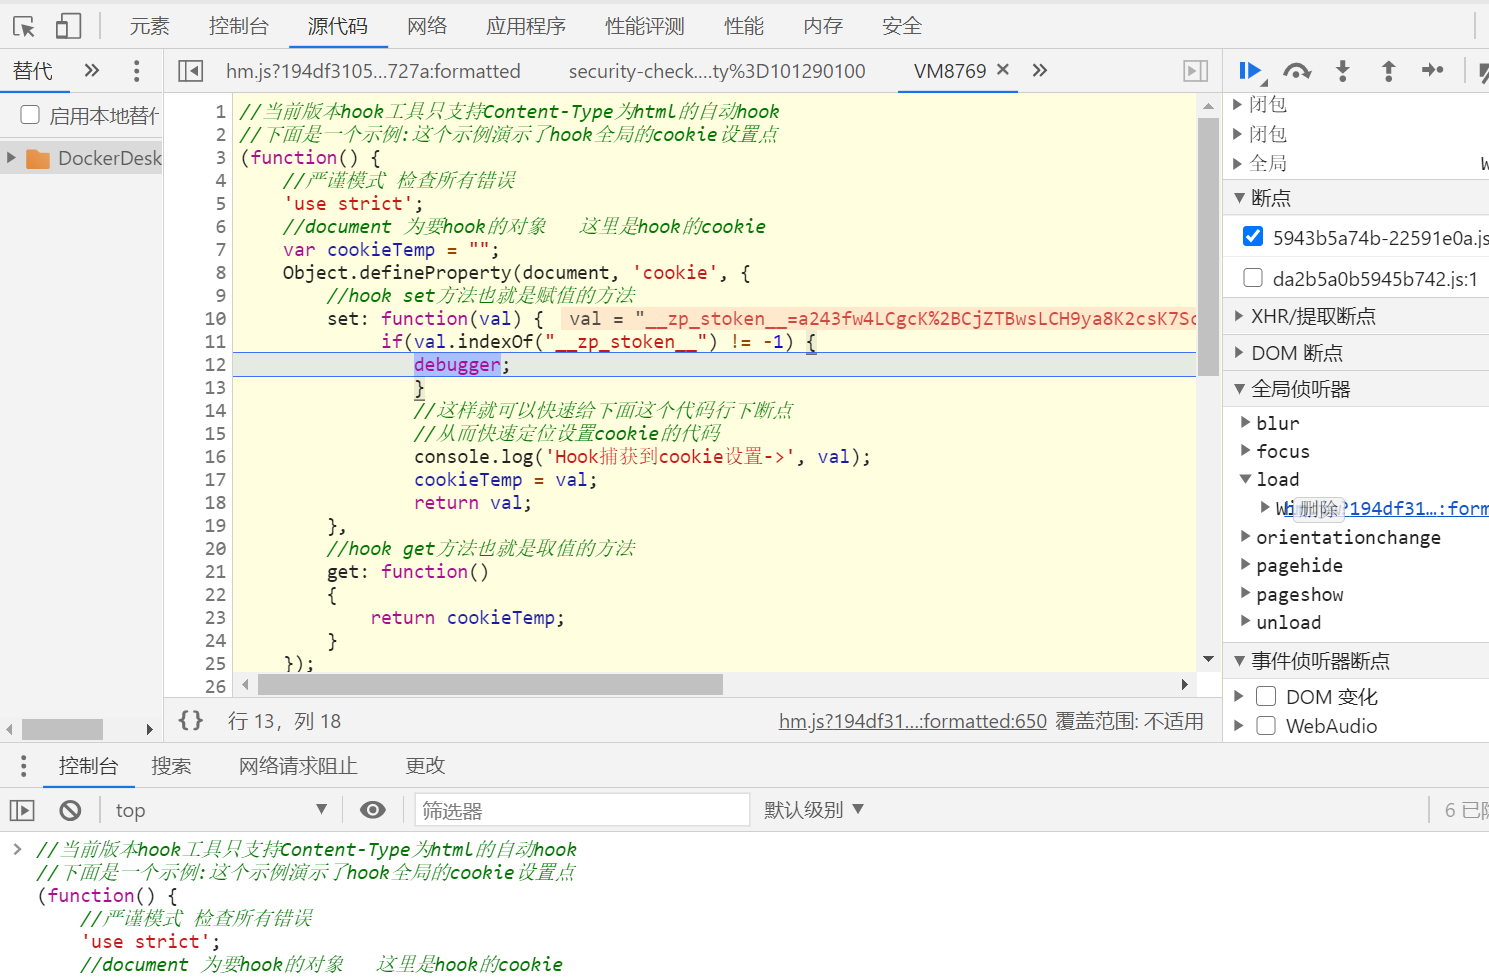 元素 控制台 源代码 网络 应用程序 性能评测 性能 内存 安全
替代 hm.js?194df3105…727a:formatted security-check.…ty%3D101290100 VM8769
启用本地替代
DockerDesk
1 //当前版本hook工具只支持Content-Type为html的自动hook
2 //下面是一个示例:这个示例演示了hook全局的cookie设置点
3 (function() {
4 //严谨模式 检查所有错误
5 'use strict';
6 //document 为要hook的对象 这里是hook的cookie
7 var cookieTemp = "";
8 Object.defineProperty(document, 'cookie', {
9 //hook set方法也就是赋值的方法
10 set: function(val) { val = "__zp_stoken__=a243fw4LCgcK%2BCjZTBwsLCH9ya8K2csK7Sc
11 if(val.indexOf("__zp_stoken__") != -1) {
12 debugger;
13 }
14 //这样就可以快速给下面这个代码行下断点
15 //从而快速定位设置cookie的代码
16 console.log('Hook捕获到cookie设置->', val);
17 cookieTemp = val;
18 return val;
19 },
20 //hook get方法也就是取值的方法
21 get: function()
22 {
23 return cookieTemp;
24 }
25 });
26
{} 行 13，列 18 hm.js?194df31…:formatted:650 覆盖范围: 不适用
闭包
闭包
全局 W
断点
5943b5a74b-22591e0a.js
da2b5a0b5945b742.js:1
XHR/提取断点
DOM 断点
全局侦听器
blur
focus
load
删除 ?194df31…:form
orientationchange
pagehide
pageshow
unload
事件侦听器断点
DOM 变化
WebAudio
控制台 搜索 网络请求阻止 更改
top 筛选器 默认级别 6 已
//当前版本hook工具只支持Content-Type为html的自动hook
//下面是一个示例:这个示例演示了hook全局的cookie设置点
(function() {
//严谨模式 检查所有错误
'use strict';
//document 为要hook的对象 这里是hook的cookie